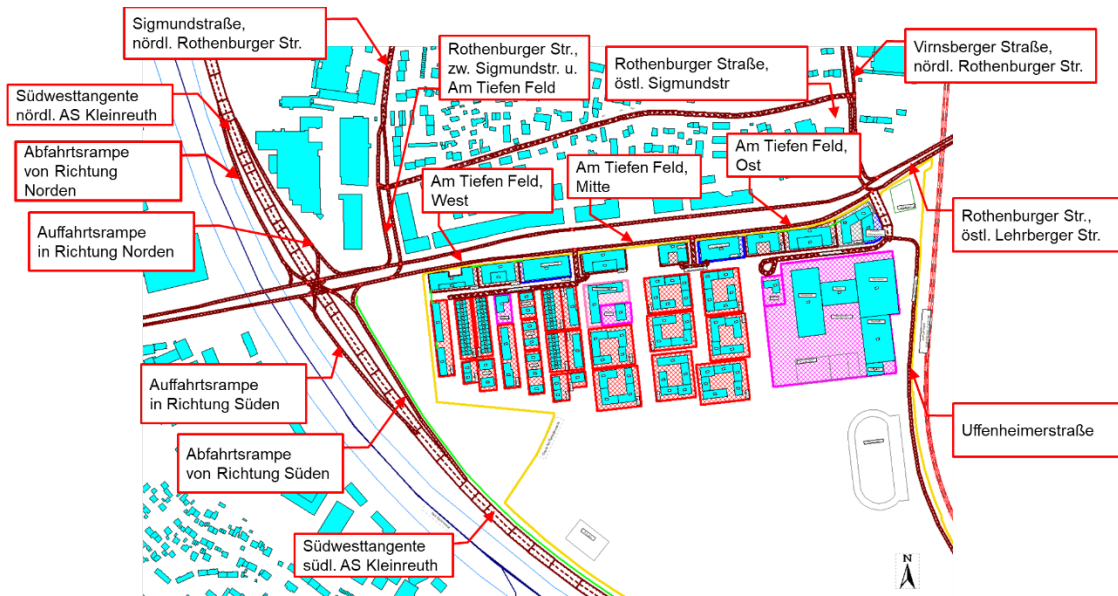 Sigmundstraße,
nördl. Rothenburger Str.
Rothenburger Str.,
zw. Sigmundstr. u.
Am Tiefen Feld
Rothenburger Straße,
östl. Sigmundstr
Virnsberger Straße,
nördl. Rothenburger Str.
Südwesttangente
nördl. AS Kleinreuth
Abfahrtsrampe
von Richtung
Norden
Am Tiefen Feld,
West
Am Tiefen Feld,
Mitte
Am Tiefen Feld,
Ost
Auffahrtsrampe
in Richtung
Norden
Rothenburger Str.,
östl. Lehrberger Str.
Auffahrtsrampe
in Richtung Süden
Abfahrtsrampe
von Richtung Süden
Uffenheimerstraße
Südwesttangente
südl. AS Kleinreuth
N